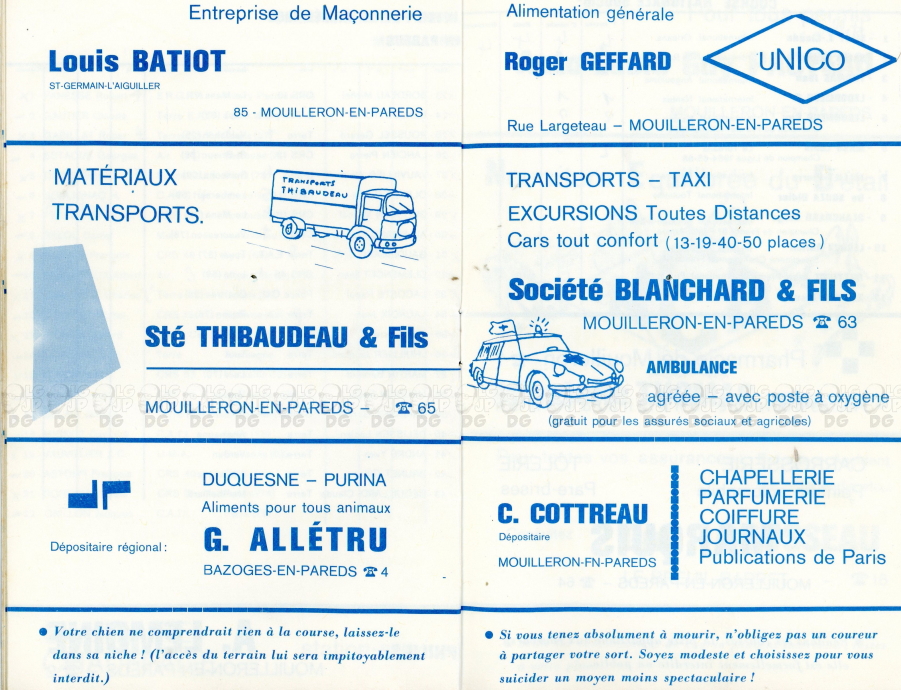 Entreprise de Maçonnerie
Louis BATIOT
ST-GERMAIN-L'AIGUILLER
85 - MOUILLERON-EN-PAREDS
MATÉRIAUX
TRANSPORTS.
TRANSPORTS
THIBAUDEAU
Sté THIBAUDEAU & Fils
MOUILLERON-EN-PAREDS – ☎ 65
DUQUESNE – PURINA
Aliments pour tous animaux
Dépositaire régional :
G. ALLÉTRU
BAZOGES-EN-PAREDS ☎ 4
● Votre chien ne comprendrait rien à la course, laissez-le
dans sa niche ! (l'accès du terrain lui sera impitoyablement
interdit.)
Alimentation générale
Roger GEFFARD
UNICO
Rue Largeteau – MOUILLERON-EN-PAREDS
TRANSPORTS – TAXI
EXCURSIONS Toutes Distances
Cars tout confort (13-19-40-50 places)
Société BLANCHARD & FILS
MOUILLERON-EN-PAREDS ☎ 63
AMBULANCE
agréée – avec poste à oxygène
(gratuit pour les assurés sociaux et agricoles)
C. COTTREAU
Dépositaire
MOUILLERON-FN-PAREDS
CHAPELLERIE
PARFUMERIE
COIFFURE
JOURNAUX
Publications de Paris
● Si vous tenez absolument à mourir, n'obligez pas un coureur
à partager votre sort. Soyez modeste et choisissez pour vous
suicider un moyen moins spectaculaire !